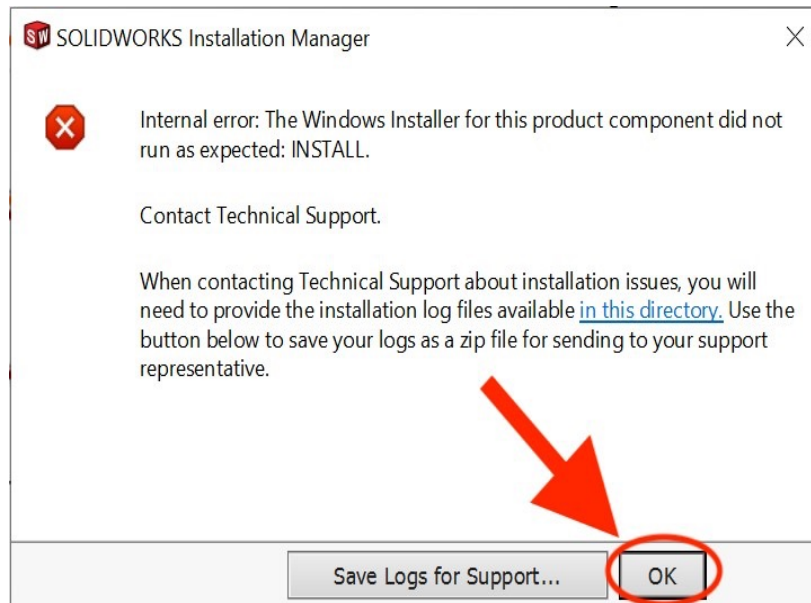 SW SOLIDWORKS Installation Manager
Internal error: The Windows Installer for this product component did not
run as expected: INSTALL.
Contact Technical Support.
When contacting Technical Support about installation issues, you will
need to provide the installation log files available in this directory. Use the
button below to save your logs as a zip file for sending to your support
representative.
Save Logs for Support...
OK